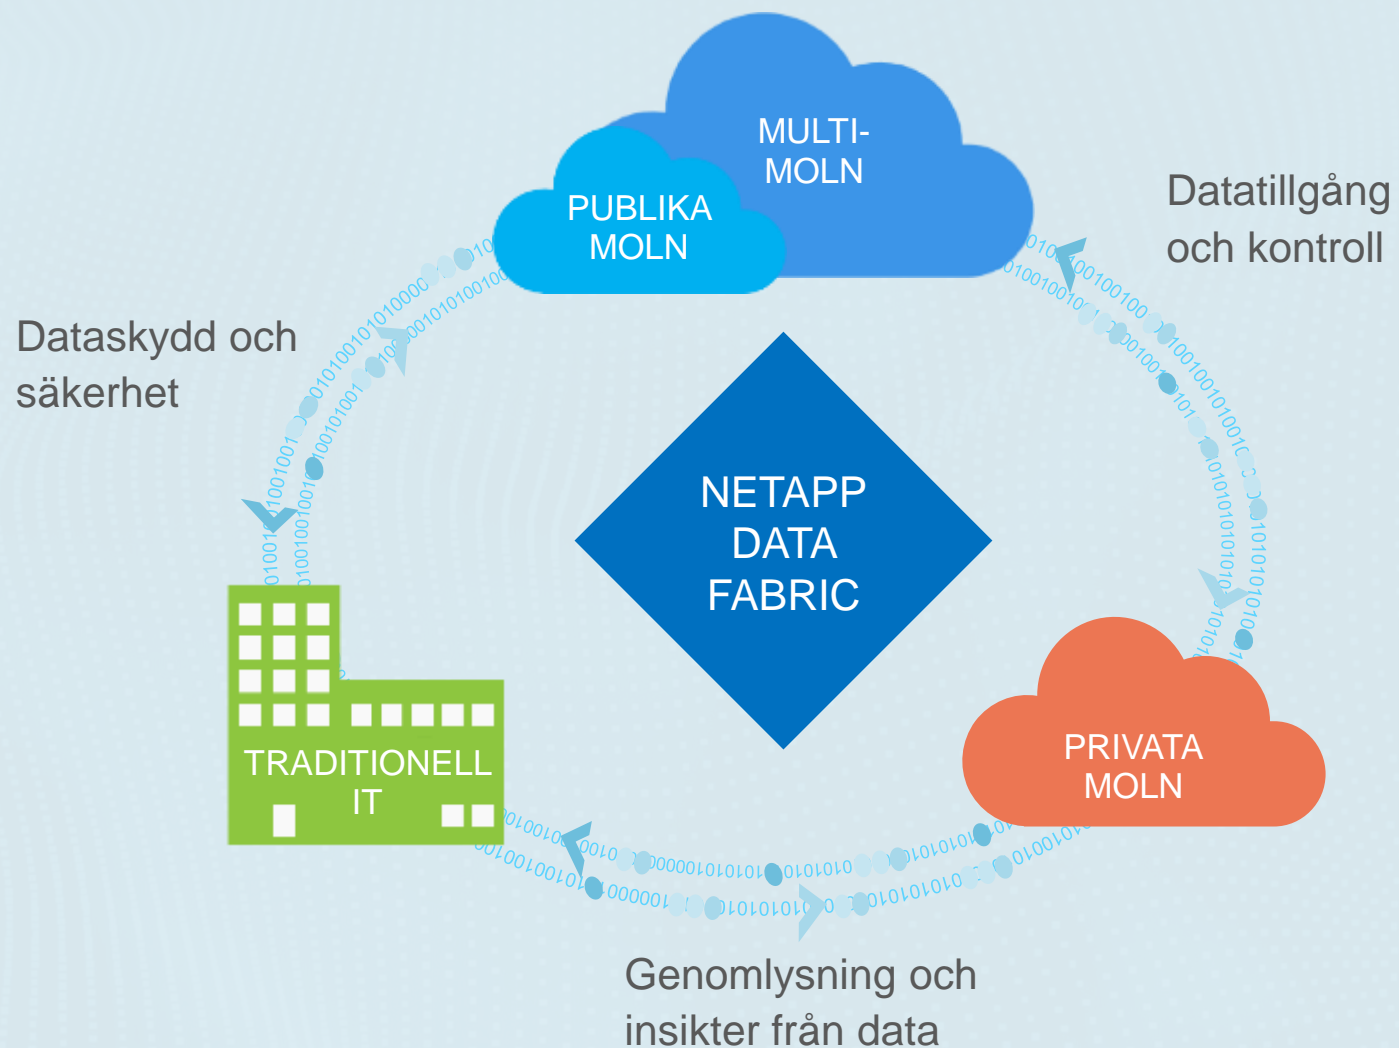 MULTI-
MOLN
PUBLIKA
MOLN
Datatillgång
och kontroll
Dataskydd och
säkerhet
NETAPP
DATA
FABRIC
TRADITIONELL
IT
PRIVATA
MOLN
Genomlysning och
insikter från data